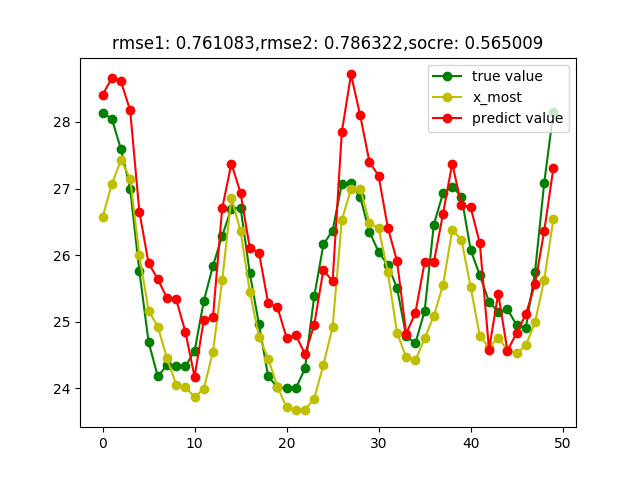 rmse1: 0.761083,rmse2: 0.786322,socre: 0.565009
true value
x_most
predict value
28
27
26
25
24
0 10 20 30 40 50